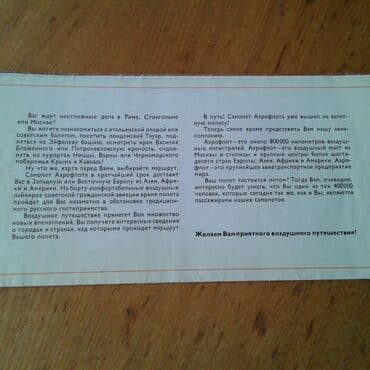 Вас ждут неотложные дела в Риме, Стокгольме
или Москве?
Вы хотите познакомиться с итальянской оперой или
советским балетом, посетить лондонский Тауэр, под-
няться на Эйфелеву башню, осмотреть храм Василия
Блаженного или Петропавловскую крепость, отдох-
нуть на курортах Ниццы, Варны или Черноморского
побережья Крыма и Кавказа?
Ну что же, карта перед Вами, выбирайте маршрут.
Самолет Аэрофлота в кратчайший срок доставит
Вас в Западную или Восточную Европу из Азии, Афри-
ки и Америки. На борту комфортабельных воздушных
лайнеров советской гражданской авиации время полета
пройдет для Вас незаметно в обстановке традицион-
ного русского гостеприимства.
Воздушное путешествие принесет Вам множество
новых впечатлений. Вы получите интересные сведения
о городах и странах, над которыми проходит маршрут
Вашего полета.
В путь! Самолет Аэрофлота уже вышел на взлет-
ную полосу!
Теперь самое время представить Вам нашу авиа-
компанию.
Аэрофлот – это около 800000 километров воздуш-
ных магистралей. Аэрофлот–это воздушный мост из
Москвы в столицы и крупные центры более шести-
десяти стран Европы, Азии, Африки и Америки. Аэро-
флот – это крупнейшее авиатранспортное предприятие
мира.
Ваш полет состоится летом? Тогда Вам, очевидно,
интересно будет узнать, что Вы один из тех 400000
человек, которые сегодня так же, как и Вы, являются
пассажирами наших самолетов.
Желаем Вам приятного воздушного путешествия!